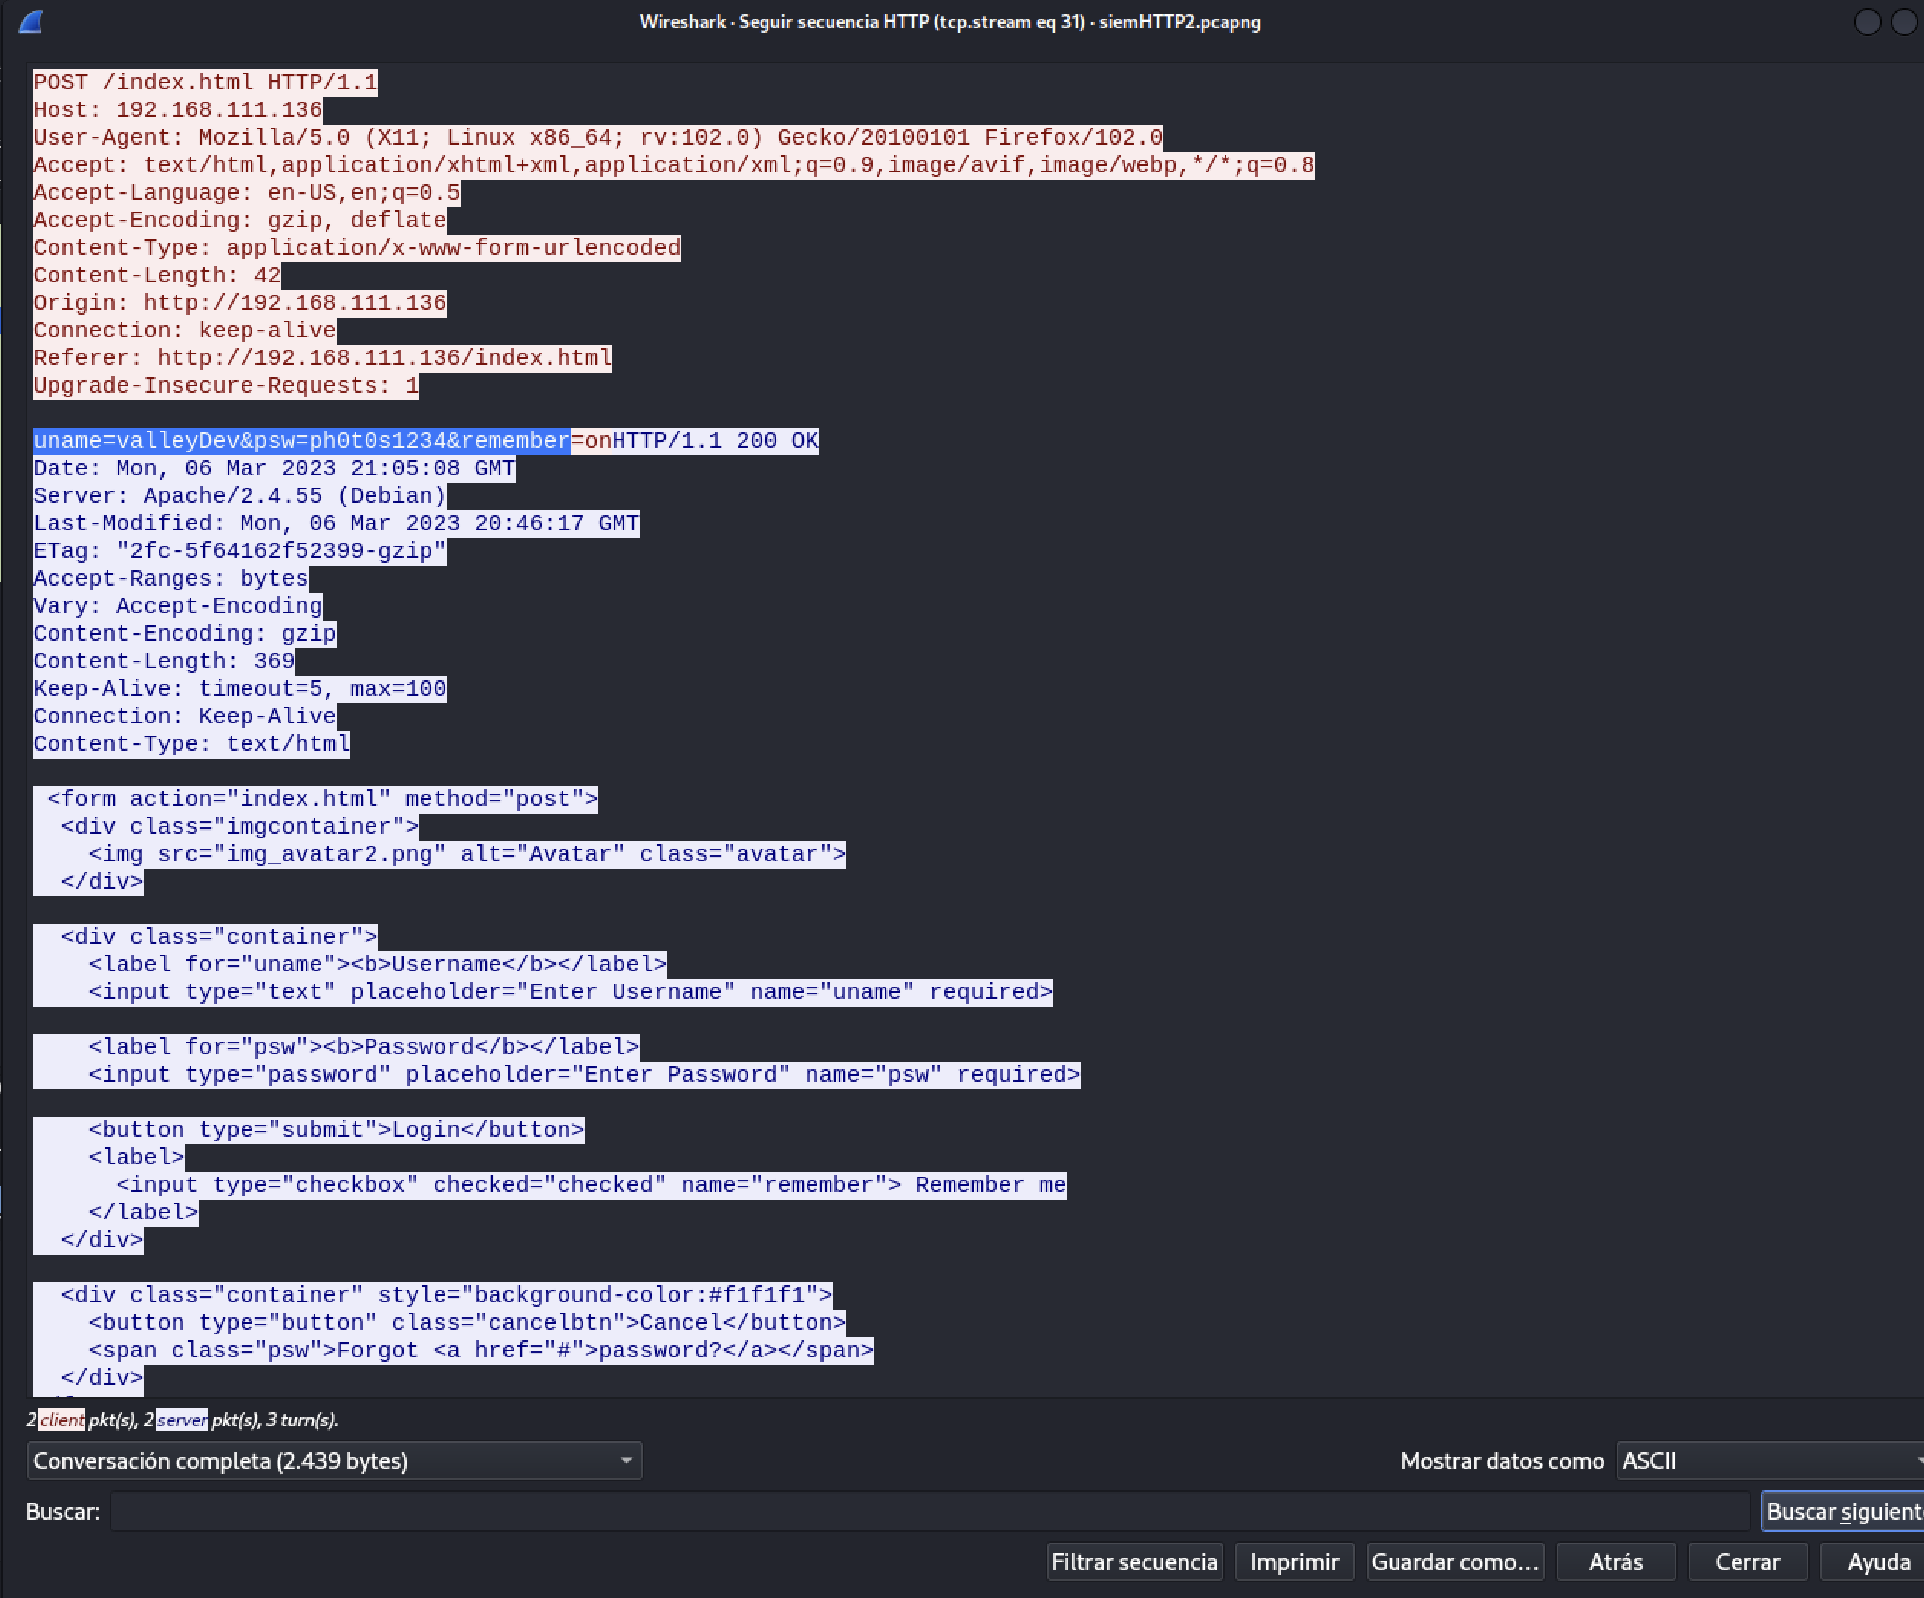 Wireshark · Seguir secuencia HTTP (tcp.stream eq 31) · siemHTTP2.pcapng
POST /index.html HTTP/1.1
Host: 192.168.111.136
User-Agent: Mozilla/5.0 (X11; Linux x86_64; rv:102.0) Gecko/20100101 Firefox/102.0
Accept: text/html,application/xhtml+xml,application/xml;q=0.9,image/avif,image/webp,*/*;q=0.8
Accept-Language: en-US,en;q=0.5
Accept-Encoding: gzip, deflate
Content-Type: application/x-www-form-urlencoded
Content-Length: 42
Origin: http://192.168.111.136
Connection: keep-alive
Referer: http://192.168.111.136/index.html
Upgrade-Insecure-Requests: 1
uname=valleyDev&psw=ph0t0s1234&remember=onHTTP/1.1 200 OK
Date: Mon, 06 Mar 2023 21:05:08 GMT
Server: Apache/2.4.55 (Debian)
Last-Modified: Mon, 06 Mar 2023 20:46:17 GMT
ETag: "2fc-5f64162f52399-gzip"
Accept-Ranges: bytes
Vary: Accept-Encoding
Content-Encoding: gzip
Content-Length: 369
Keep-Alive: timeout=5, max=100
Connection: Keep-Alive
Content-Type: text/html
<form action="index.html" method="post">
<div class="imgcontainer">
<img src="img_avatar2.png" alt="Avatar" class="avatar">
</div>
<div class="container">
<label for="uname"><b>Username</b></label>
<input type="text" placeholder="Enter Username" name="uname" required>
<label for="psw"><b>Password</b></label>
<input type="password" placeholder="Enter Password" name="psw" required>
<button type="submit">Login</button>
<label>
<input type="checkbox" checked="checked" name="remember"> Remember me
</label>
</div>
<div class="container" style="background-color:#f1f1f1">
<button type="button" class="cancelbtn">Cancel</button>
<span class="psw">Forgot <a href="#">password?</a></span>
</div>
2 client pkt(s), 2 server pkt(s), 3 turn(s).
Conversación completa (2.439 bytes)
Mostrar datos como ASCII
Buscar:
Buscar siguiente
Filtrar secuencia Imprimir Guardar como… Atrás Cerrar Ayuda